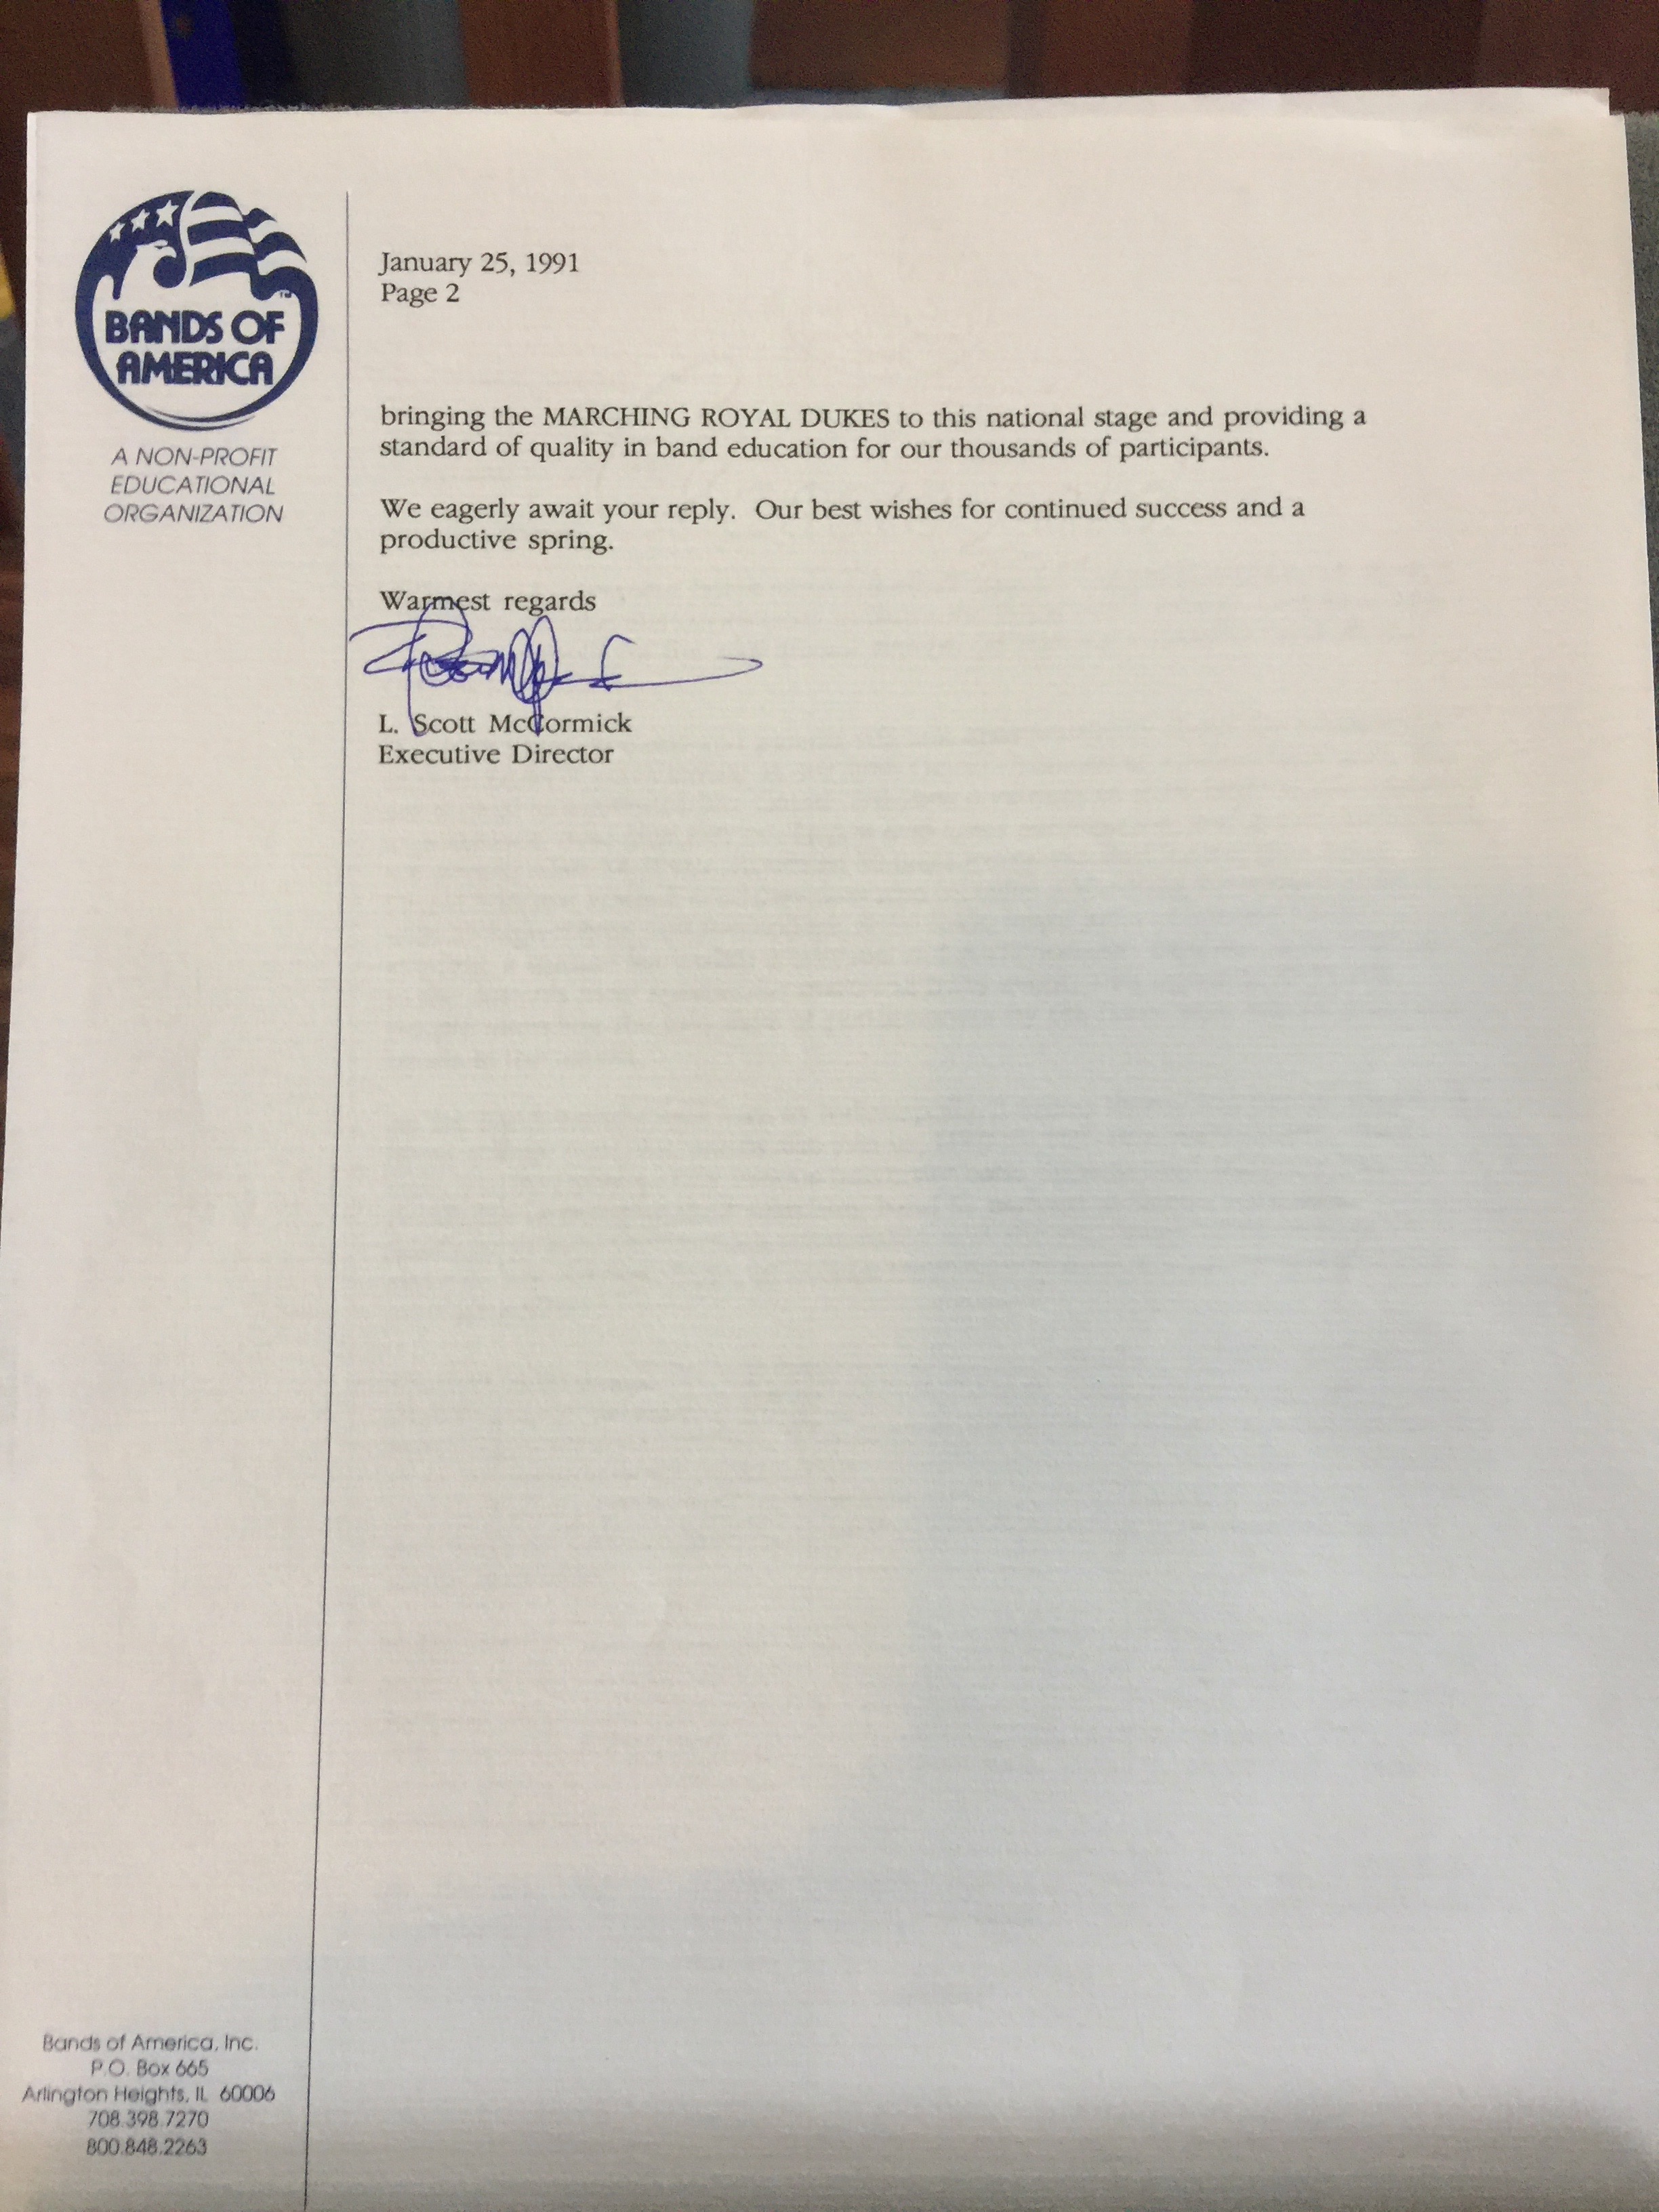 BANDS OF
AMERICA
TM
A NON-PROFIT
EDUCATIONAL
ORGANIZATION
January 25, 1991
Page 2
bringing the MARCHING ROYAL DUKES to this national stage and providing a
standard of quality in band education for our thousands of participants.
We eagerly await your reply.  Our best wishes for continued success and a
productive spring.
Warmest regards
L. Scott McCormick
Executive Director
Bands of America, Inc.
P.O. Box 665
Arlington Heights, IL 60006
708.398.7270
800.848.2263